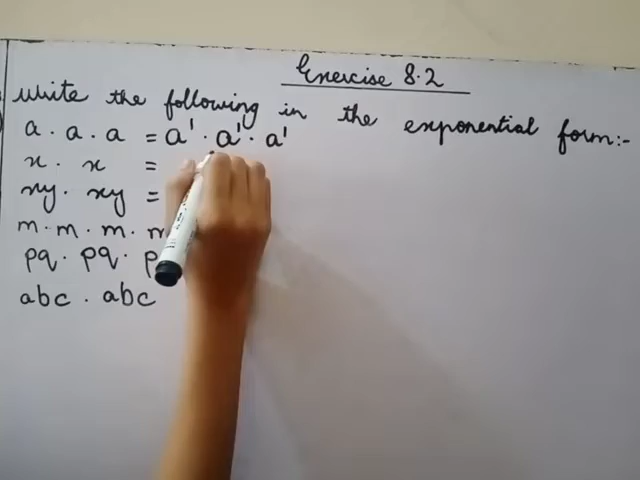 Exercise 8.2
Write the following in the exponential form:-
a . a . a = a¹ . a¹ . a¹
x . x =
xy . xy =
m . m . m . m
pq . pq . p
abc . abc